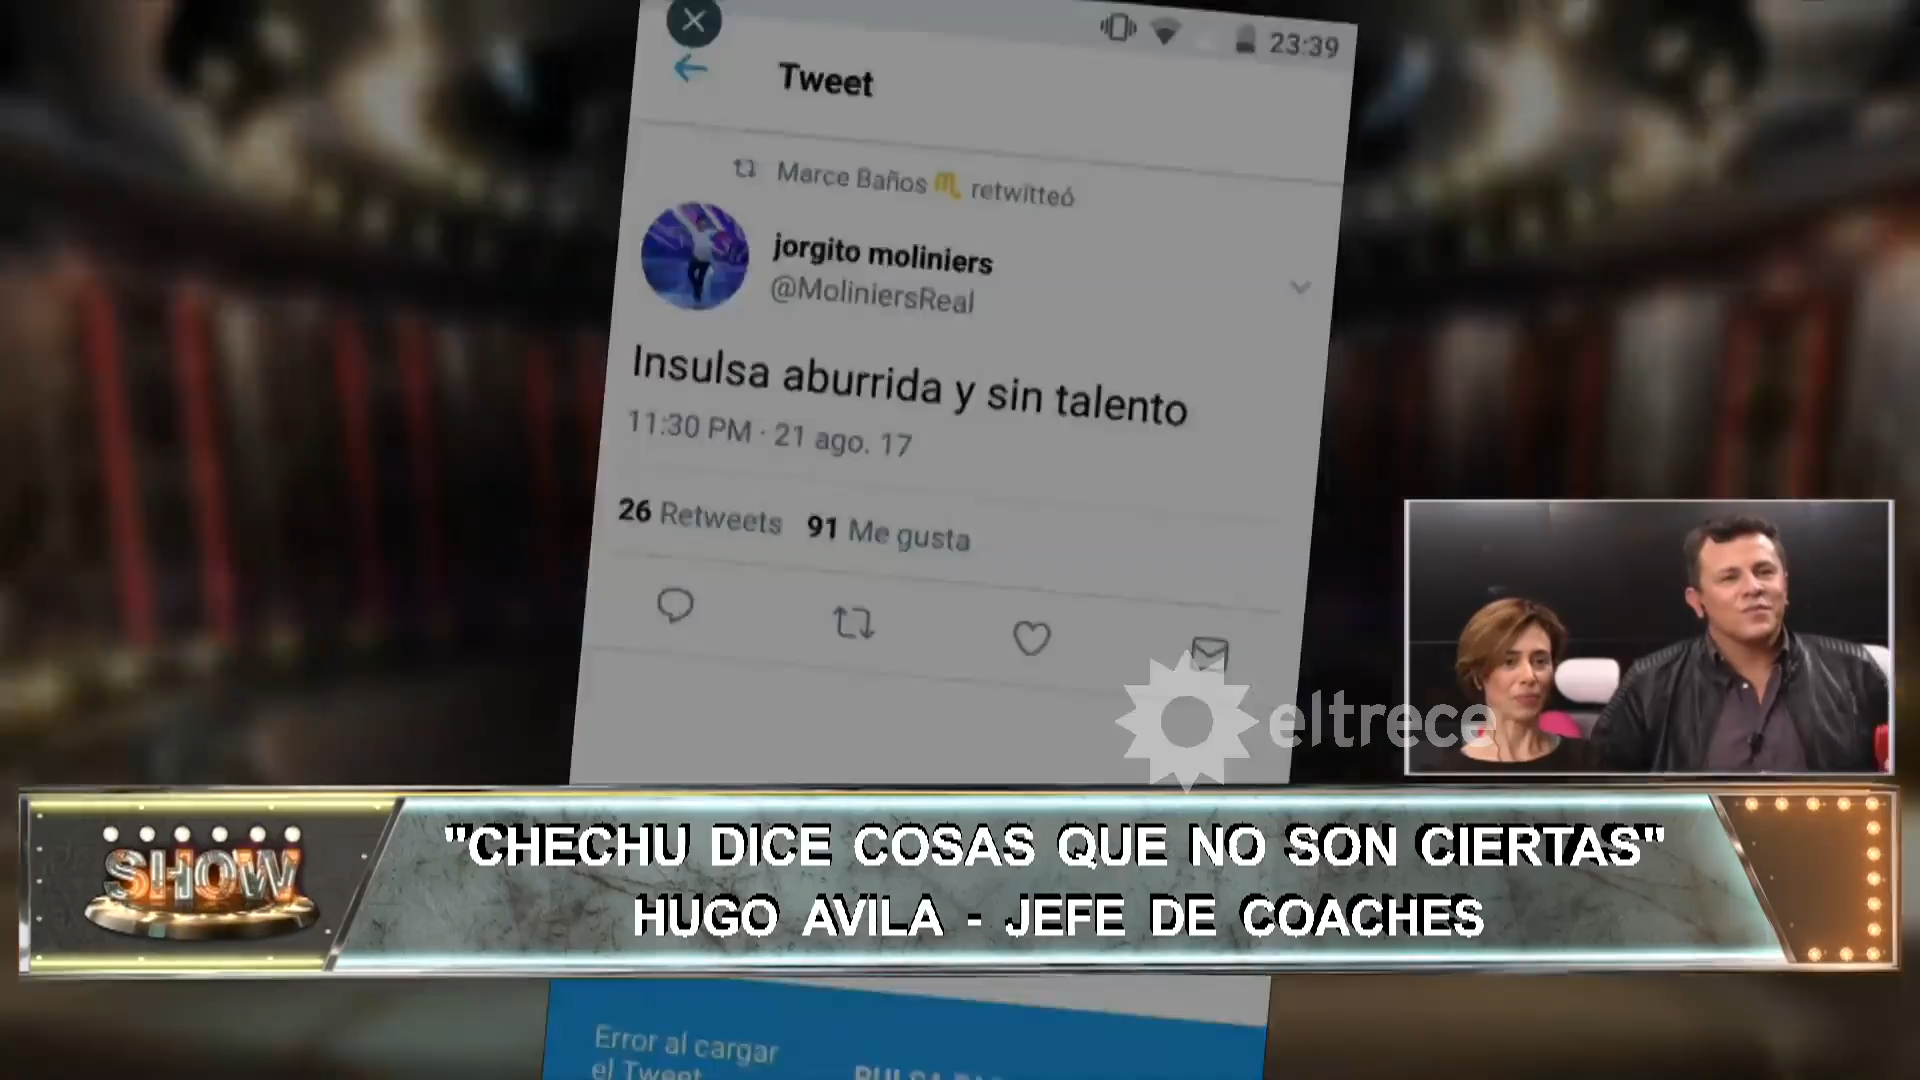 23:39
Tweet
Marce Baños ♏ retwitteó
jorgito moliniers
@MoliniersReal
Insulsa aburrida y sin talento
11:30 PM · 21 ago. 17
26 Retweets 91 Me gusta
eltrece
SHOW
"CHECHU DICE COSAS QUE NO SON CIERTAS"
HUGO AVILA - JEFE DE COACHES
Error al cargar
el Tweet